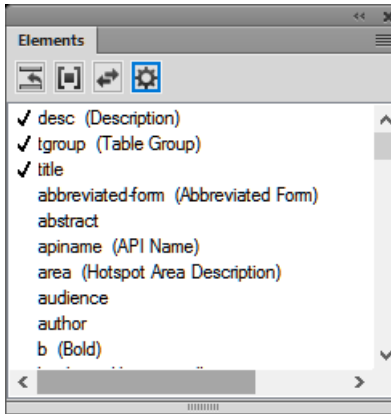 Elements
desc (Description)
tgroup (Table Group)
title
abbreviated-form (Abbreviated Form)
abstract
apiname (API Name)
area (Hotspot Area Description)
audience
author
b (Bold)